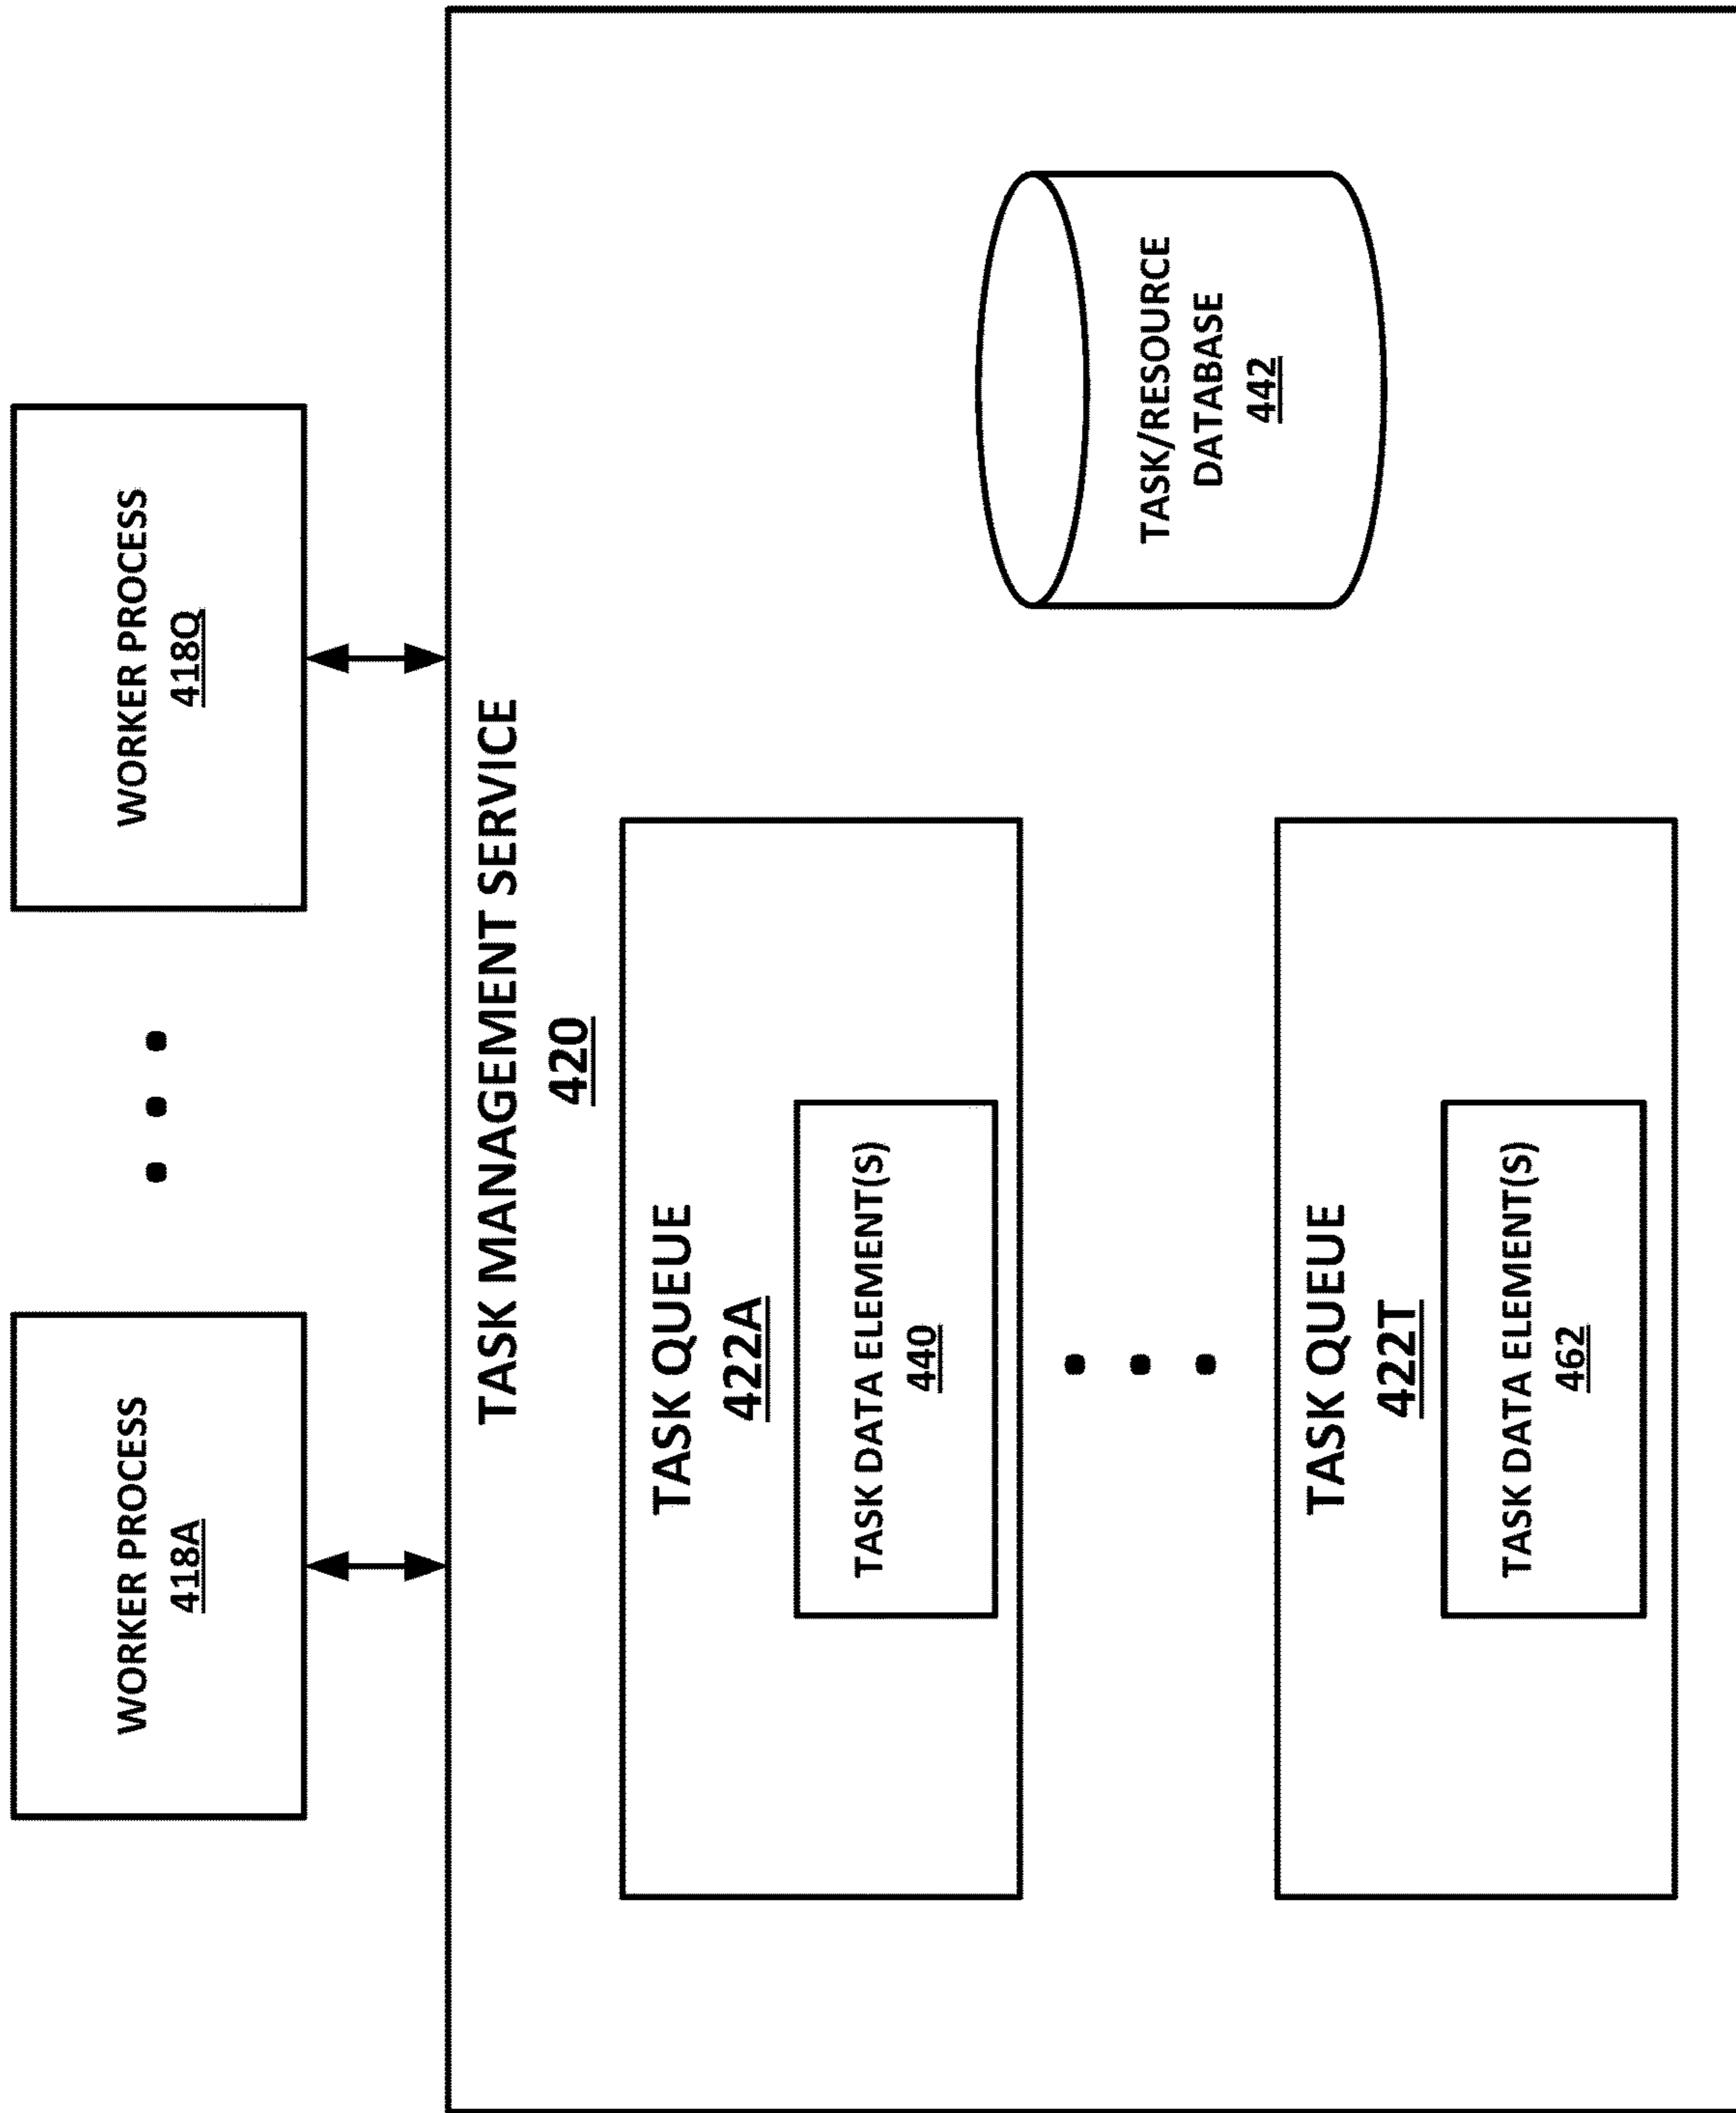 WORKER PROCESS
418A
WORKER PROCESS
418Q
TASK MANAGEMENT SERVICE
420
TASK QUEUE
422A
TASK DATA ELEMENT(S)
440
TASK QUEUE
422T
TASK DATA ELEMENT(S)
462
TASK/RESOURCE
DATABASE
442